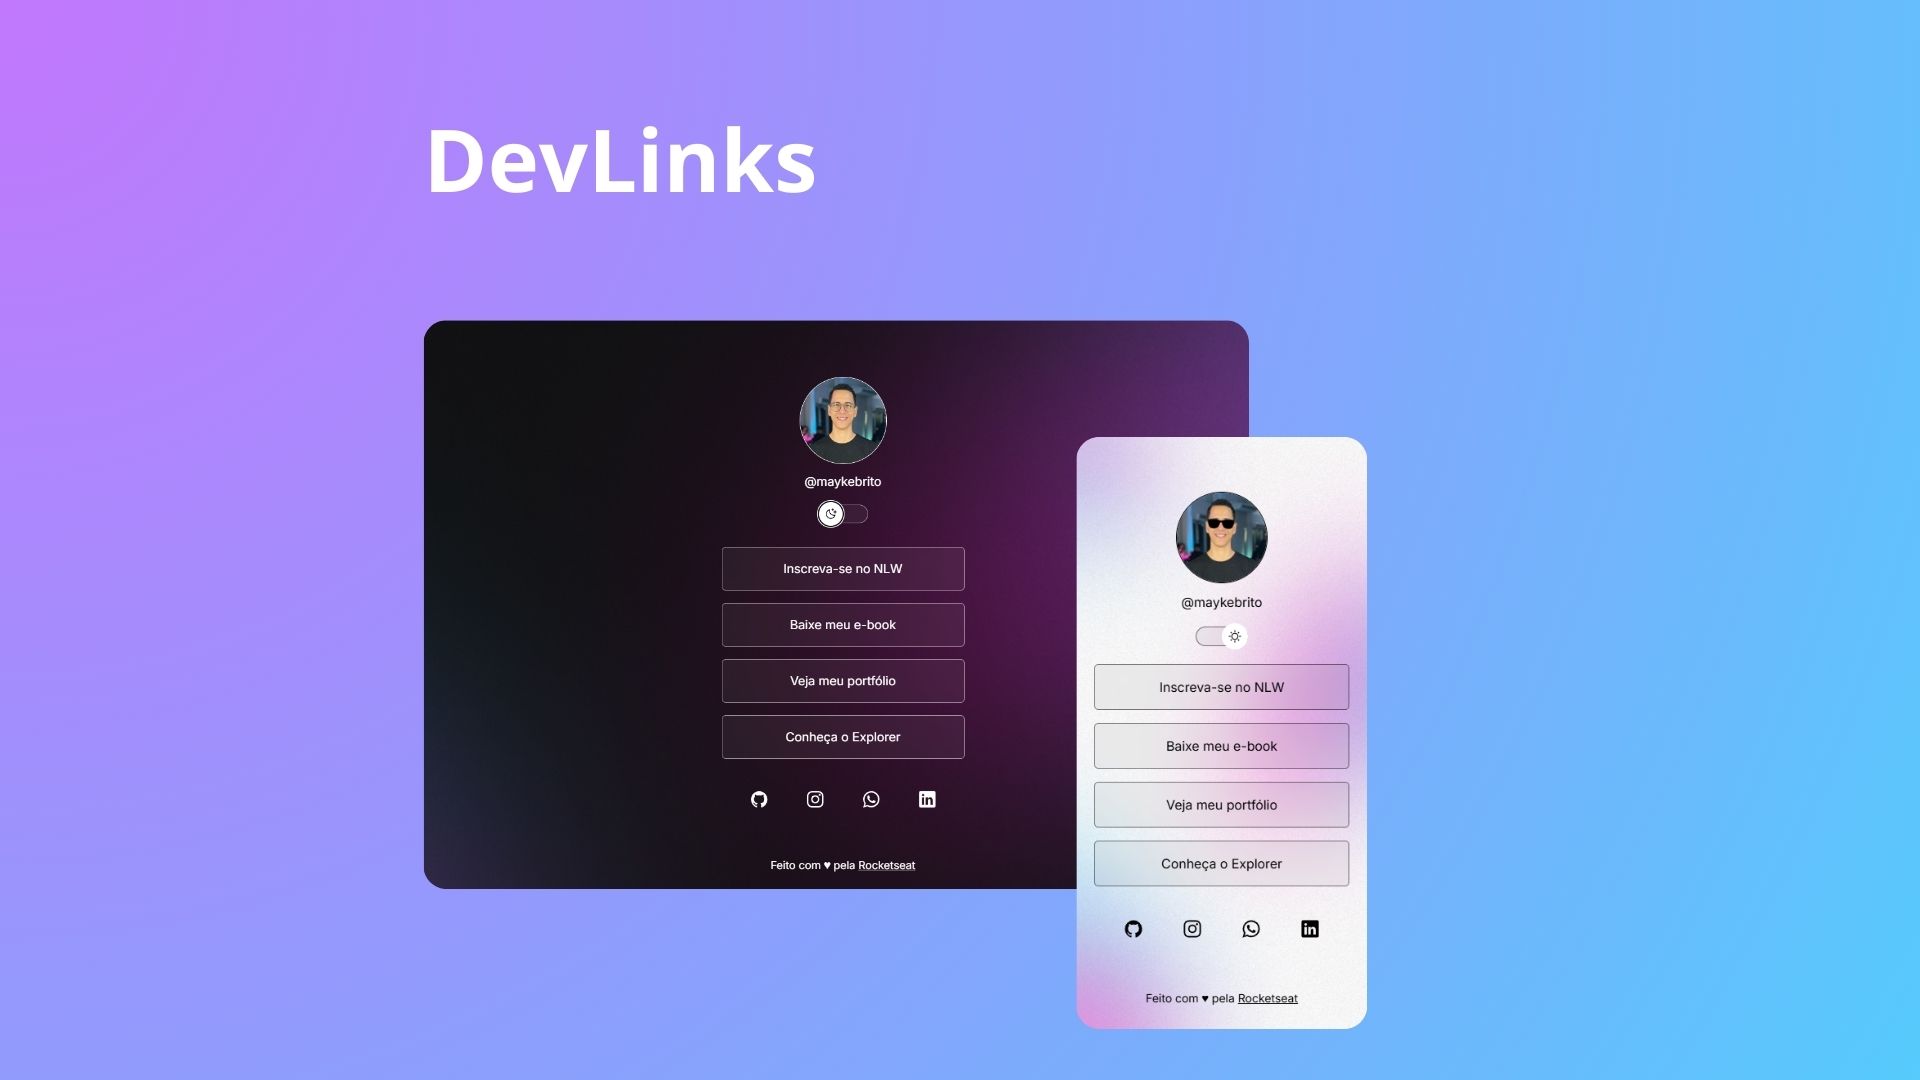 DevLinks
@maykebrito
Inscreva-se no NLW
Baixe meu e-book
Veja meu portfólio
Conheça o Explorer
Feito com ♥ pela Rocketseat
@maykebrito
Inscreva-se no NLW
Baixe meu e-book
Veja meu portfólio
Conheça o Explorer
Feito com ♥ pela Rocketseat